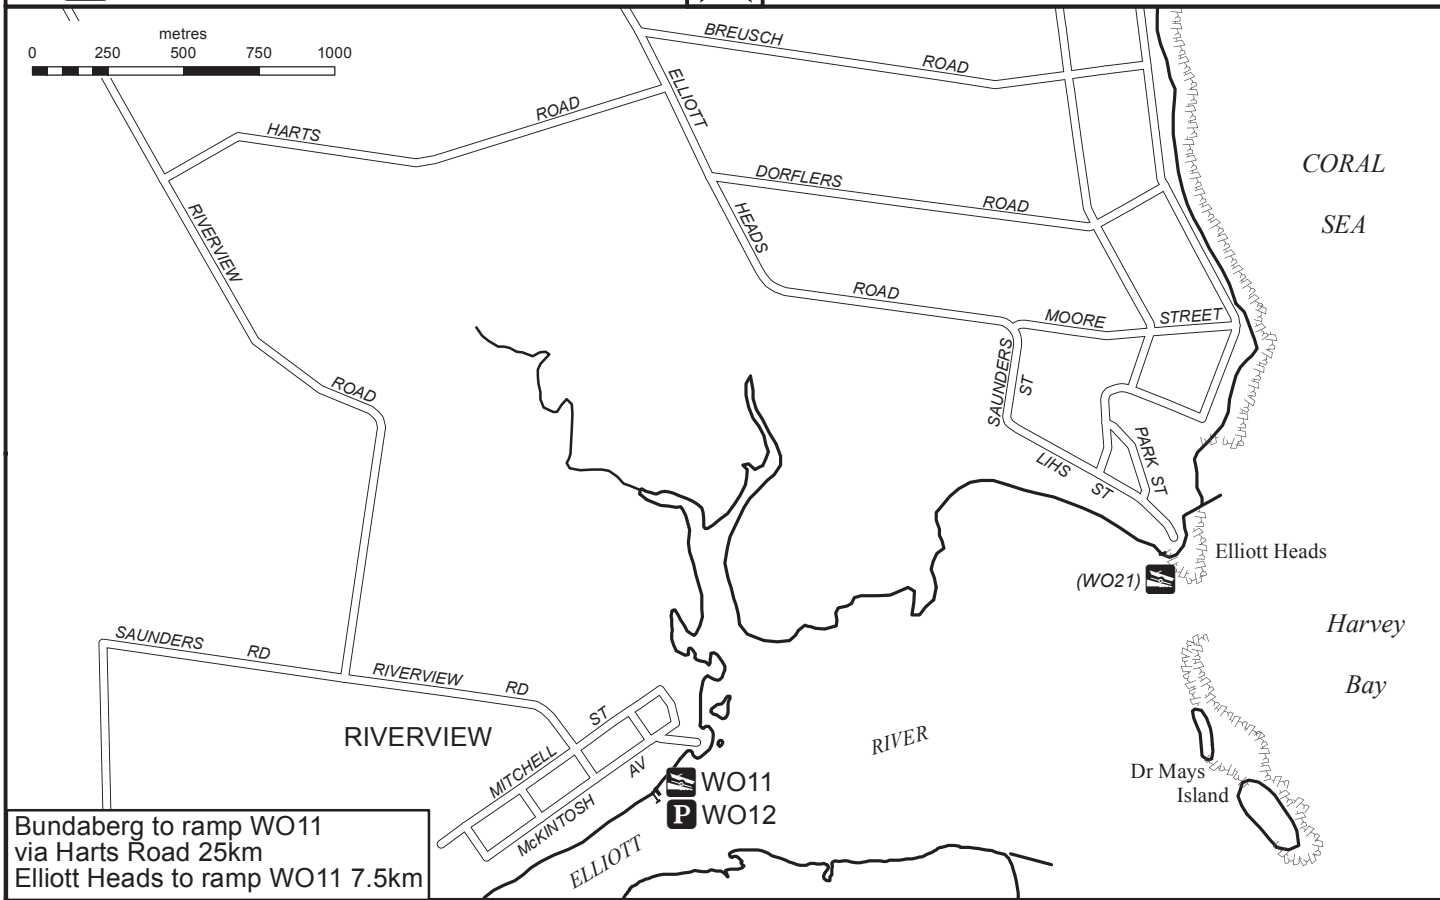 metres
0 250 500 750 1000
BREUSCH
ROAD
ELLIOTT
HARTS
ROAD
CORAL
SEA
DORFLERS
ROAD
HEADS
RIVERVIEW
ROAD
MOORE
STREET
SAUNDERS
ST
ROAD
PARK ST
LIHS
ST
Elliott Heads
(WO21)
Harvey
Bay
SAUNDERS
RD
RIVERVIEW
RD
RIVERVIEW
MITCHELL
ST
RIVER
AV
McKINTOSH
WO11
P WO12
Dr Mays
Island
ELLIOTT
Bundaberg to ramp WO11
via Harts Road 25km
Elliott Heads to ramp WO11 7.5km